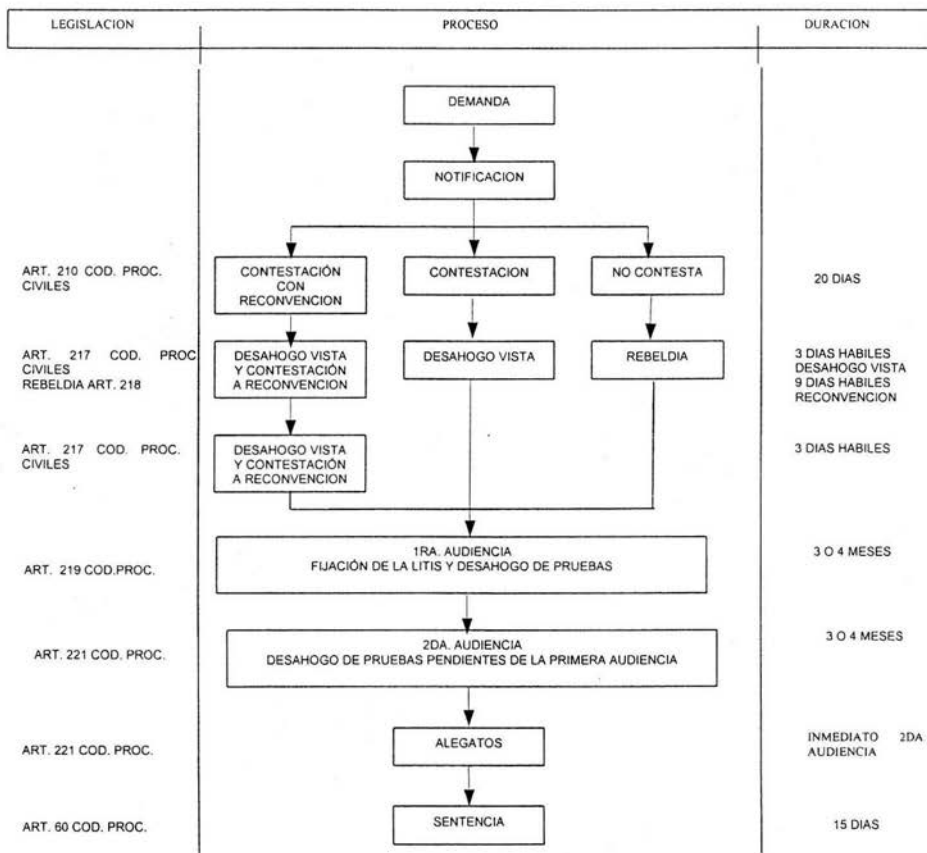 LEGISLACION PROCESO DURACION
DEMANDA
NOTIFICACION
ART. 210 COD. PROC.
CIVILES
CONTESTACIÓN
CON
RECONVENCION
CONTESTACION
NO CONTESTA
20 DIAS
ART. 217 COD. PROC
CIVILES
REBELDIA ART. 218
DESAHOGO VISTA
Y CONTESTACIÓN
A RECONVENCION
DESAHOGO VISTA
REBELDIA
3 DIAS HABILES
DESAHOGO VISTA
9 DIAS HABILES
RECONVENCION
ART. 217 COD. PROC.
CIVILES
DESAHOGO VISTA
Y CONTESTACIÓN
A RECONVENCION
3 DIAS HABILES
ART. 219 COD.PROC.
1RA. AUDIENCIA
FIJACIÓN DE LA LITIS Y DESAHOGO DE PRUEBAS
3 O 4 MESES
ART. 221 COD. PROC.
2DA. AUDIENCIA
DESAHOGO DE PRUEBAS PENDIENTES DE LA PRIMERA AUDIENCIA
3 O 4 MESES
ART. 221 COD. PROC.
ALEGATOS
INMEDIATO 2DA
AUDIENCIA
ART. 60 COD. PROC.
SENTENCIA
15 DIAS